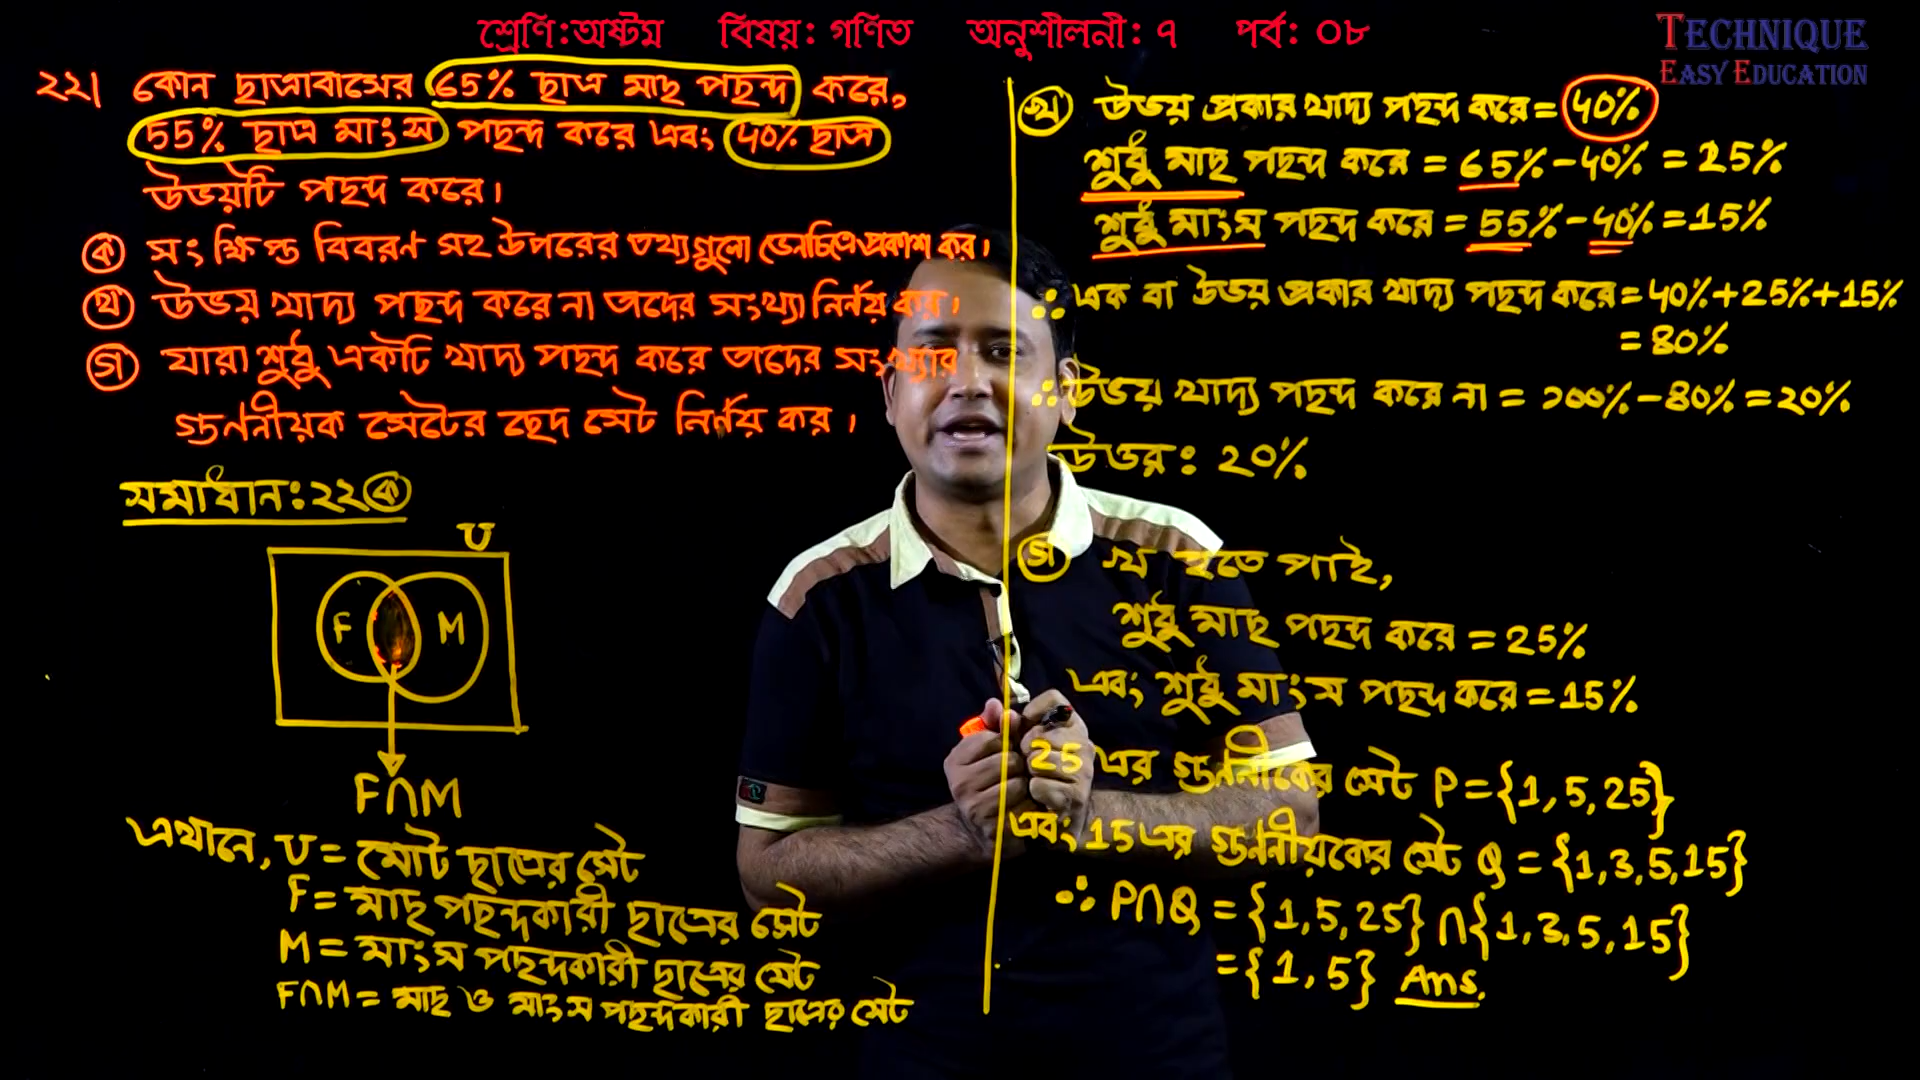 শ্রেণি:অষ্টম বিষয়: গণিত অনুশীলনী: ৭ পর্ব: ০৮
TECHNIQUE
EASY EDUCATION
২২। কোন ছাত্রাবাসের 65% ছাত্র মাছ পছন্দ করে,
55% ছাত্র মাংস পছন্দ করে এবং 40% ছাত্র
উভয়টি পছন্দ করে।
ক সংক্ষিপ্ত বিবরণ সহ উপরের তথ্যগুলো ভেনচিত্রে প্রকাশ কর।
খ উভয় খাদ্য পছন্দ করে না তাদের সংখ্যা নির্নয় কর।
গ যারা শুধু একটি খাদ্য পছন্দ করে তাদের সংখ্যার
গুণনীয়ক সেটের ছেদ সেট নির্নয় কর।
সমাধান: ২২ ক
U
F M
F∩M
এখানে, U = মোট ছাত্রের সেট
F = মাছ পছন্দকারী ছাত্রের সেট
M = মাংস পছন্দকারী ছাত্রের সেট
F∩M = মাছ ও মাংস পছন্দকারী ছাত্রের সেট
খ উভয় প্রকার খাদ্য পছন্দ করে = 40%
শুধু মাছ পছন্দ করে = 65% - 40% = 25%
শুধু মাংস পছন্দ করে = 55% - 40% = 15%
∴ এক বা উভয় প্রকার খাদ্য পছন্দ করে = 40% + 25% + 15%
= 80%
∴ উভয় খাদ্য পছন্দ করে না = ১00% - 80% = 20%
উত্তর: 20%
গ খ হতে পাই,
শুধু মাছ পছন্দ করে = 25%
এবং শুধু মাংস পছন্দ করে = 15%
25 এর গুণনীকের সেট P = {1, 5, 25}
এবং 15 এর গুণনীয়কের সেট Q = {1, 3, 5, 15}
∴ P∩Q = {1, 5, 25} ∩ {1, 3, 5, 15}
= {1, 5} Ans.